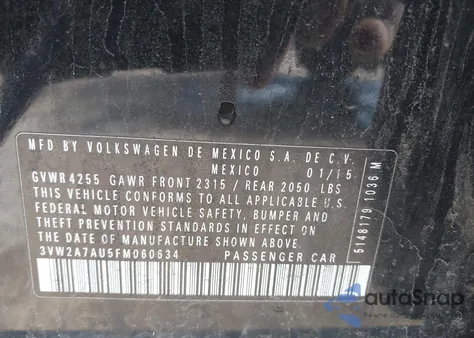 MFD BY VOLKSWAGEN DE MEXICO S.A. DE C.V.
MEXICO 01/15
GVWR 4255 GAWR FRONT 2315 / REAR 2050 LBS
THIS VEHICLE CONFORMS TO ALL APPLICABLE U.S.
FEDERAL MOTOR VEHICLE SAFETY, BUMPER AND
THEFT PREVENTION STANDARDS IN EFFECT ON
THE DATE OF MANUFACTURE SHOWN ABOVE.
3VW2A7AU5FM060634 PASSENGER CAR
5148179 1036 M
autoSnap